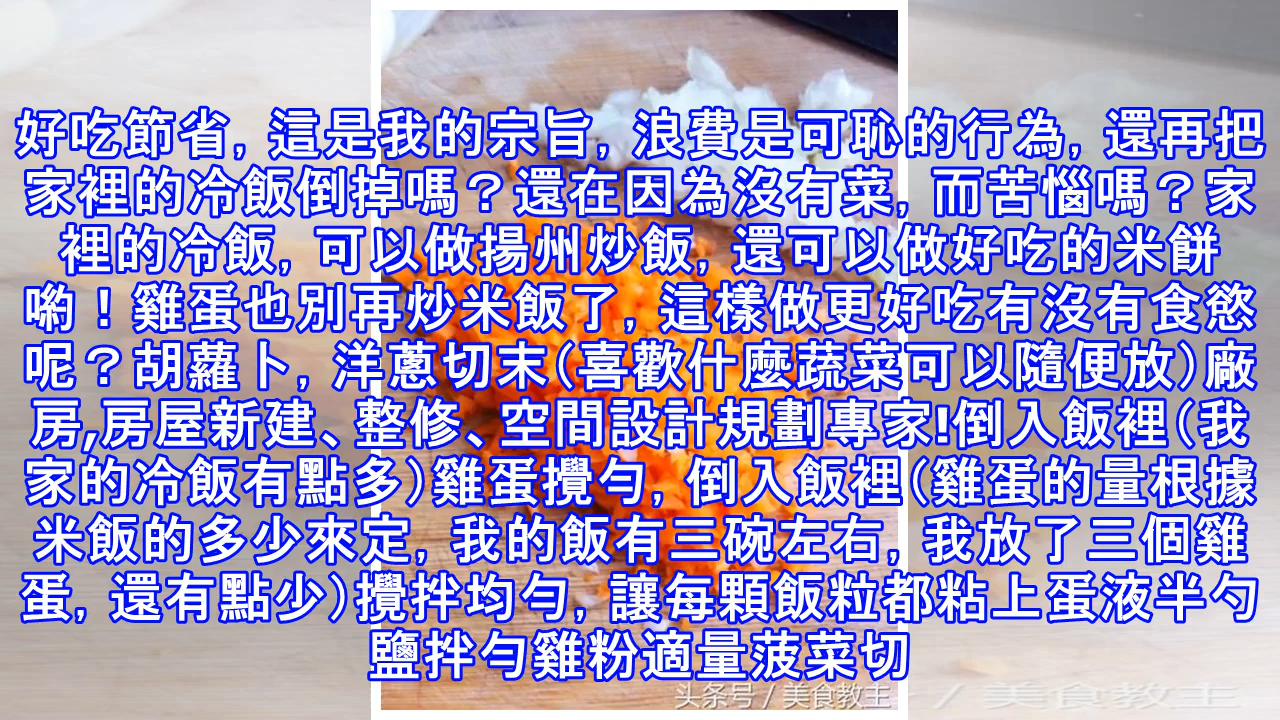 好吃節省, 這是我的宗旨, 浪費是可恥的行為, 還再把
家裡的冷飯倒掉嗎？還在因為沒有菜, 而苦惱嗎？家
裡的冷飯, 可以做揚州炒飯, 還可以做好吃的米餅
喲！雞蛋也別再炒米飯了, 這樣做更好吃有沒有食慾
呢？胡蘿卜, 洋蔥切末(喜歡什麼蔬菜可以隨便放)廠
房,房屋新建、整修、空間設計規劃專家!倒入飯裡(我
家的冷飯有點多)雞蛋攪勻, 倒入飯裡(雞蛋的量根據
米飯的多少來定, 我的飯有三碗左右, 我放了三個雞
蛋, 還有點少)攪拌均勻, 讓每顆飯粒都粘上蛋液半勺
鹽拌勻雞粉適量菠菜切
头条号 / 美食教主 / 美食教主